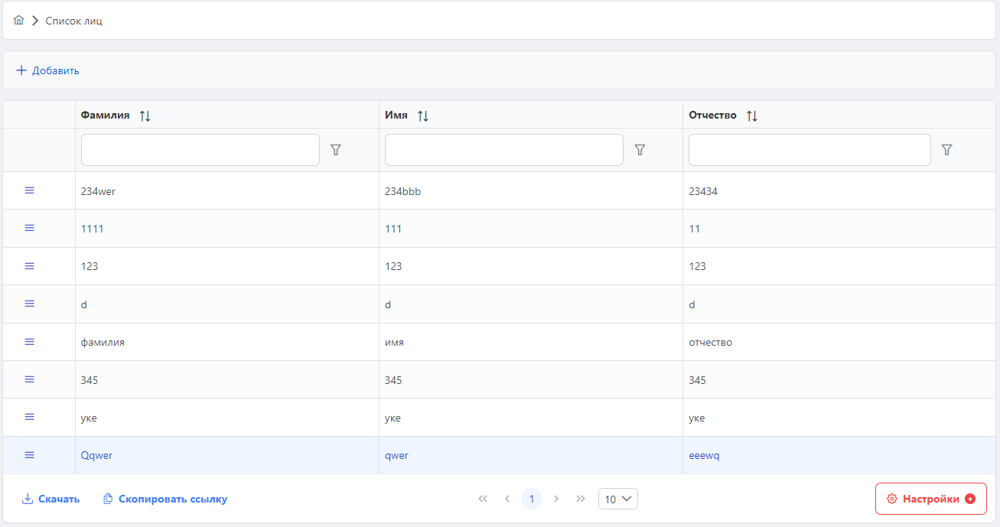 Список лиц
Добавить
Фамилия Имя Отчество
234wer 234bbb 23434
1111 111 11
123 123 123
d d d
фамилия имя отчество
345 345 345
уке уке уке
Qqwer qwer eeewq
Скачать Скопировать ссылку 1 10 Настройки